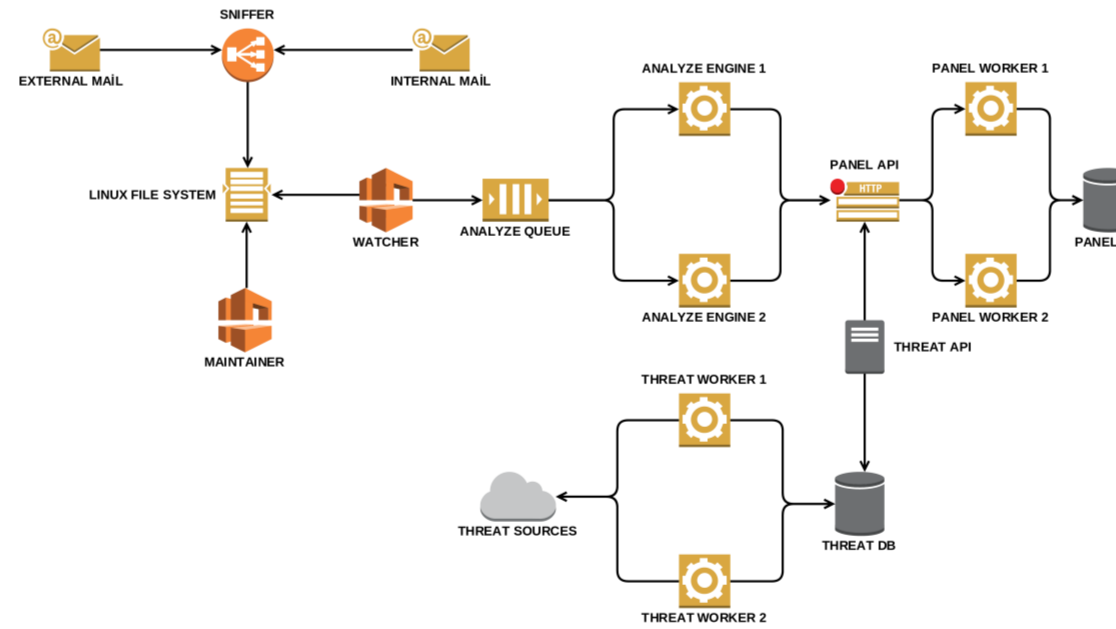 SNIFFER
EXTERNAL MAİL
INTERNAL MAİL
ANALYZE ENGINE 1
PANEL WORKER 1
LINUX FILE SYSTEM
WATCHER
ANALYZE QUEUE
PANEL API
HTTP
PANEL
ANALYZE ENGINE 2
PANEL WORKER 2
MAINTAINER
THREAT API
THREAT WORKER 1
THREAT SOURCES
THREAT DB
THREAT WORKER 2